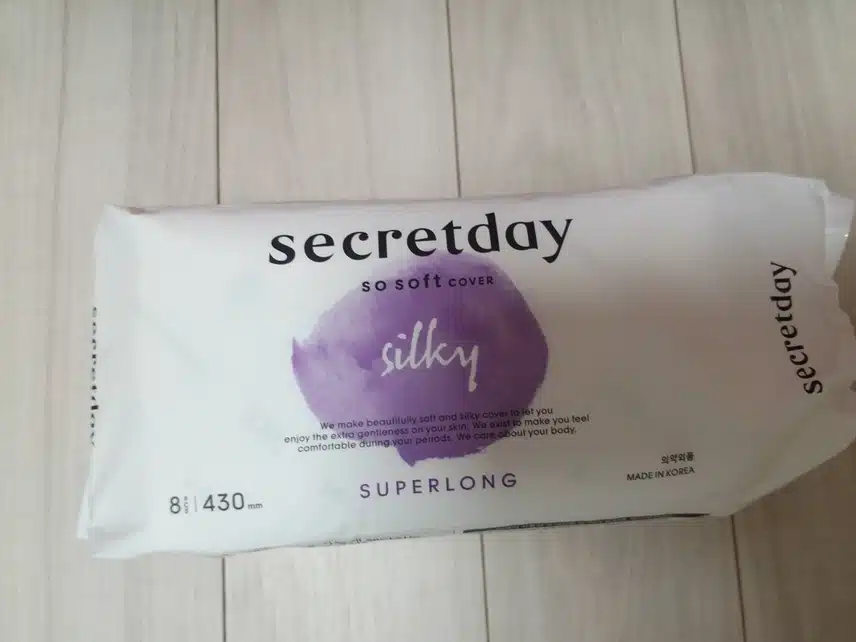 secretday
so soft COVER
silky
We make beautifully soft and silky cover to let you
enjoy the extra gentleness on your skin. We exist to make you feel
comfortable during your periods. We care about your body.
SUPERLONG
8 PCS | 430 mm
의약외품
MADE IN KOREA
secretday
secretday